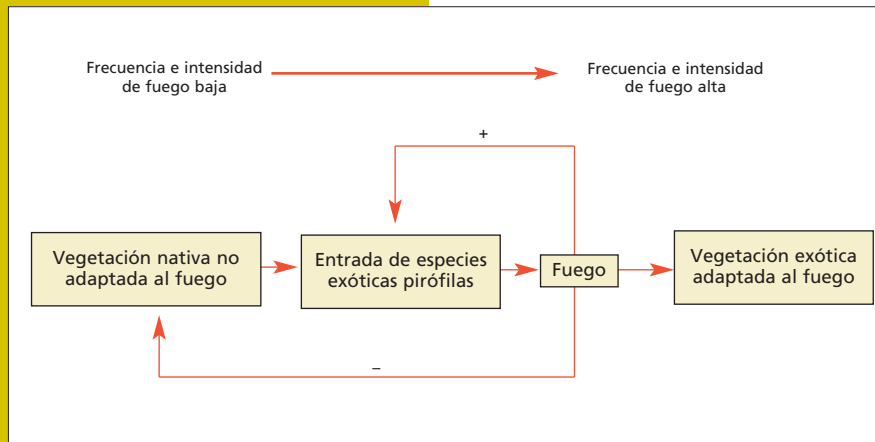 Frecuencia e intensidad
de fuego baja
Frecuencia e intensidad
de fuego alta
+
Vegetación nativa no
adaptada al fuego
Entrada de especies
exóticas pirófilas
Fuego
Vegetación exótica
adaptada al fuego
–